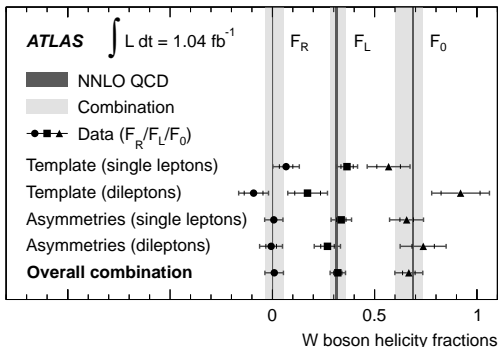 ATLAS ∫ L dt = 1.04 fb⁻¹ F_R F_L F_0
NNLO QCD
Combination
Data (F_R/F_L/F_0)
Template (single leptons)
Template (dileptons)
Asymmetries (single leptons)
Asymmetries (dileptons)
Overall combination
0 0.5 1
W boson helicity fractions